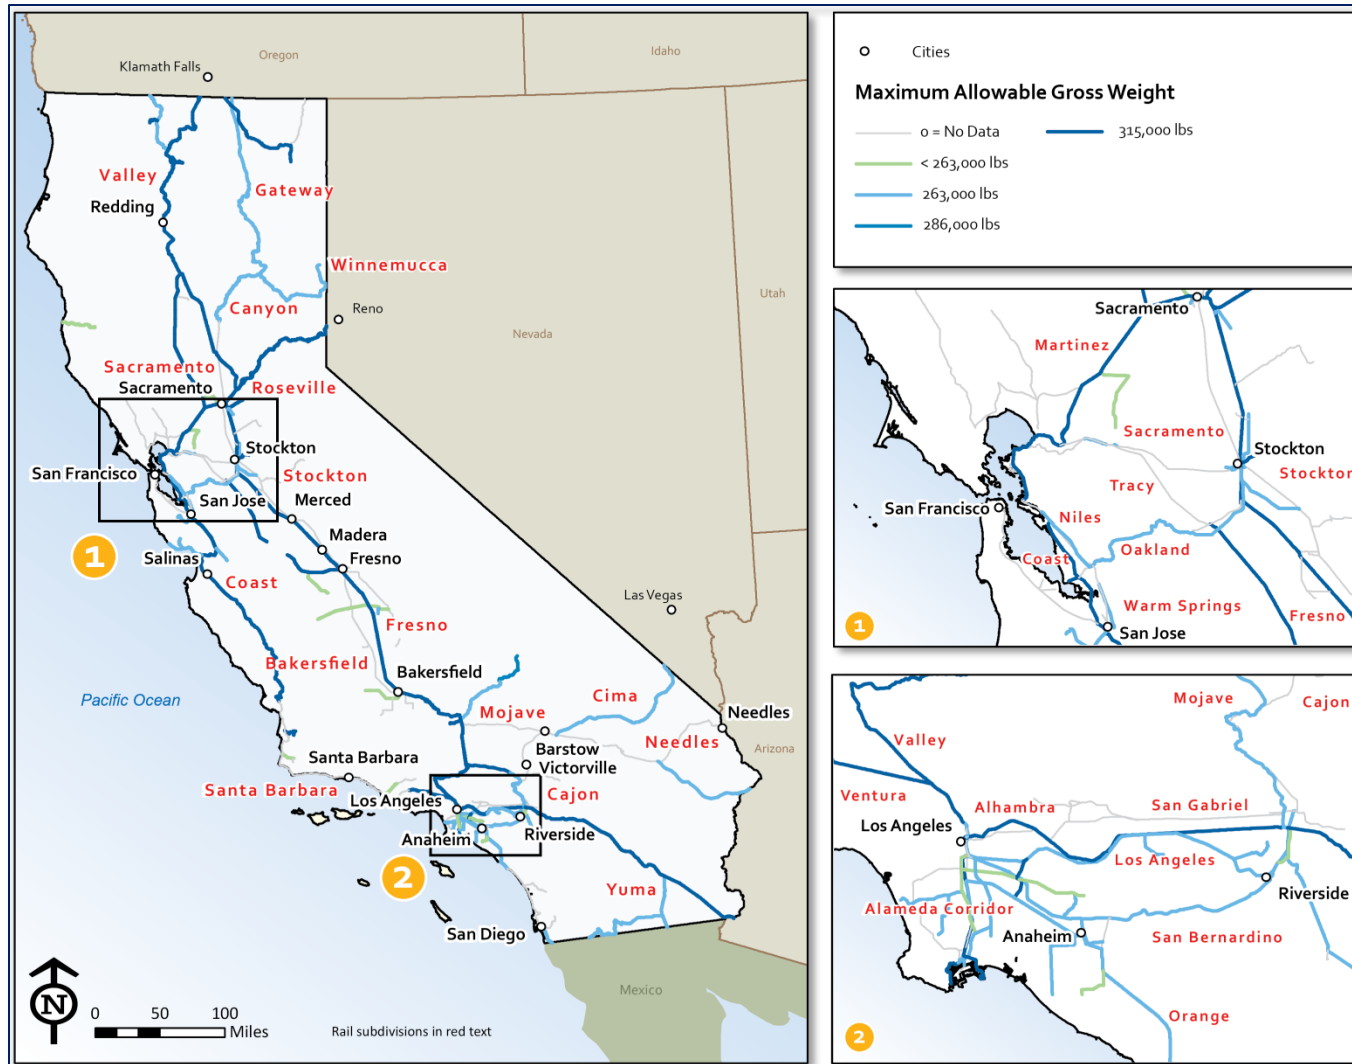 Oregon
Idaho
Klamath Falls
Valley
Gateway
Redding
Winnemucca
Canyon
Reno
Utah
Nevada
Sacramento
Sacramento
Roseville
Stockton
San Francisco
Stockton
San Jose
Merced
Madera
1
Salinas
Fresno
Coast
Las Vegas
Fresno
Bakersfield
Bakersfield
Cima
Pacific Ocean
Mojave
Needles
Needles
Barstow
Arizona
Santa Barbara
Victorville
Santa Barbara
Cajon
Los Angeles
Anaheim
Riverside
2
Yuma
San Diego
Mexico
N
0 50 100
Miles
Rail subdivisions in red text
Cities
Maximum Allowable Gross Weight
0 = No Data
315,000 lbs
< 263,000 lbs
263,000 lbs
286,000 lbs
Sacramento
Martinez
Sacramento
Stockton
Stockton
Tracy
San Francisco
Niles
Oakland
Coast
Warm Springs
Fresno
1
San Jose
Mojave
Cajon
Valley
Ventura
Alhambra
San Gabriel
Los Angeles
Los Angeles
Riverside
Alameda Corridor
Anaheim
San Bernardino
Orange
2